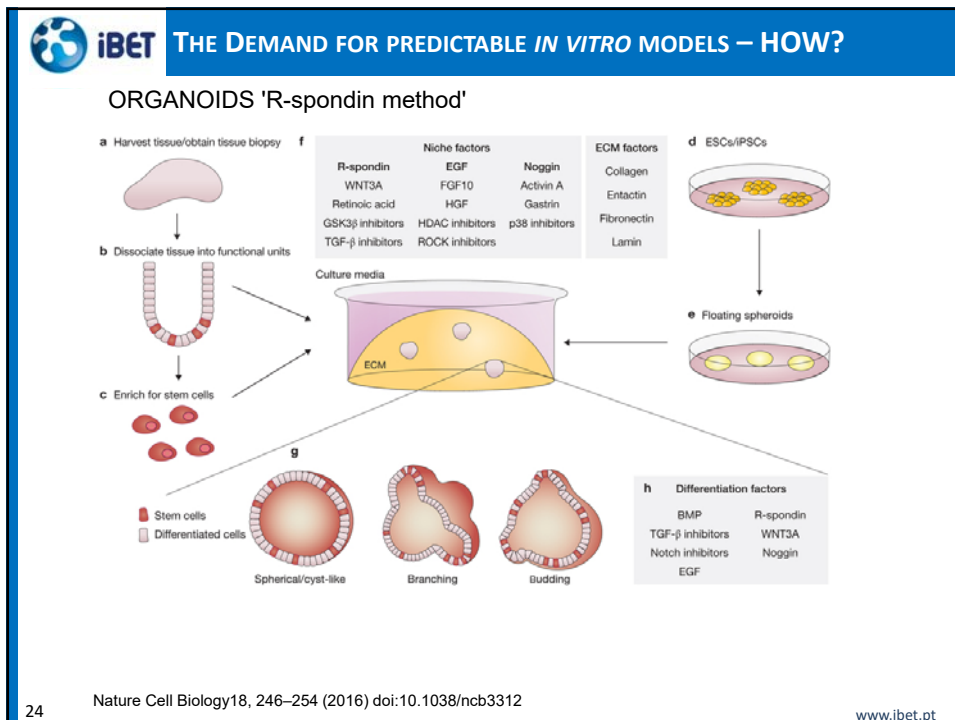 iBET
THE DEMAND FOR PREDICTABLE IN VITRO MODELS – HOW?
ORGANOIDS 'R-spondin method'
a Harvest tissue/obtain tissue biopsy
b Dissociate tissue into functional units
c Enrich for stem cells
f
Niche factors
R-spondin EGF Noggin
WNT3A FGF10 Activin A
Retinoic acid HGF Gastrin
GSK3β inhibitors HDAC inhibitors p38 inhibitors
TGF-β inhibitors ROCK inhibitors
ECM factors
Collagen
Entactin
Fibronectin
Lamin
Culture media
ECM
d ESCs/iPSCs
e Floating spheroids
g
Stem cells
Differentiated cells
Spherical/cyst-like
Branching
Budding
h Differentiation factors
BMP R-spondin
TGF-β inhibitors WNT3A
Notch inhibitors Noggin
EGF
Nature Cell Biology18, 246–254 (2016) doi:10.1038/ncb3312
24
www.ibet.pt